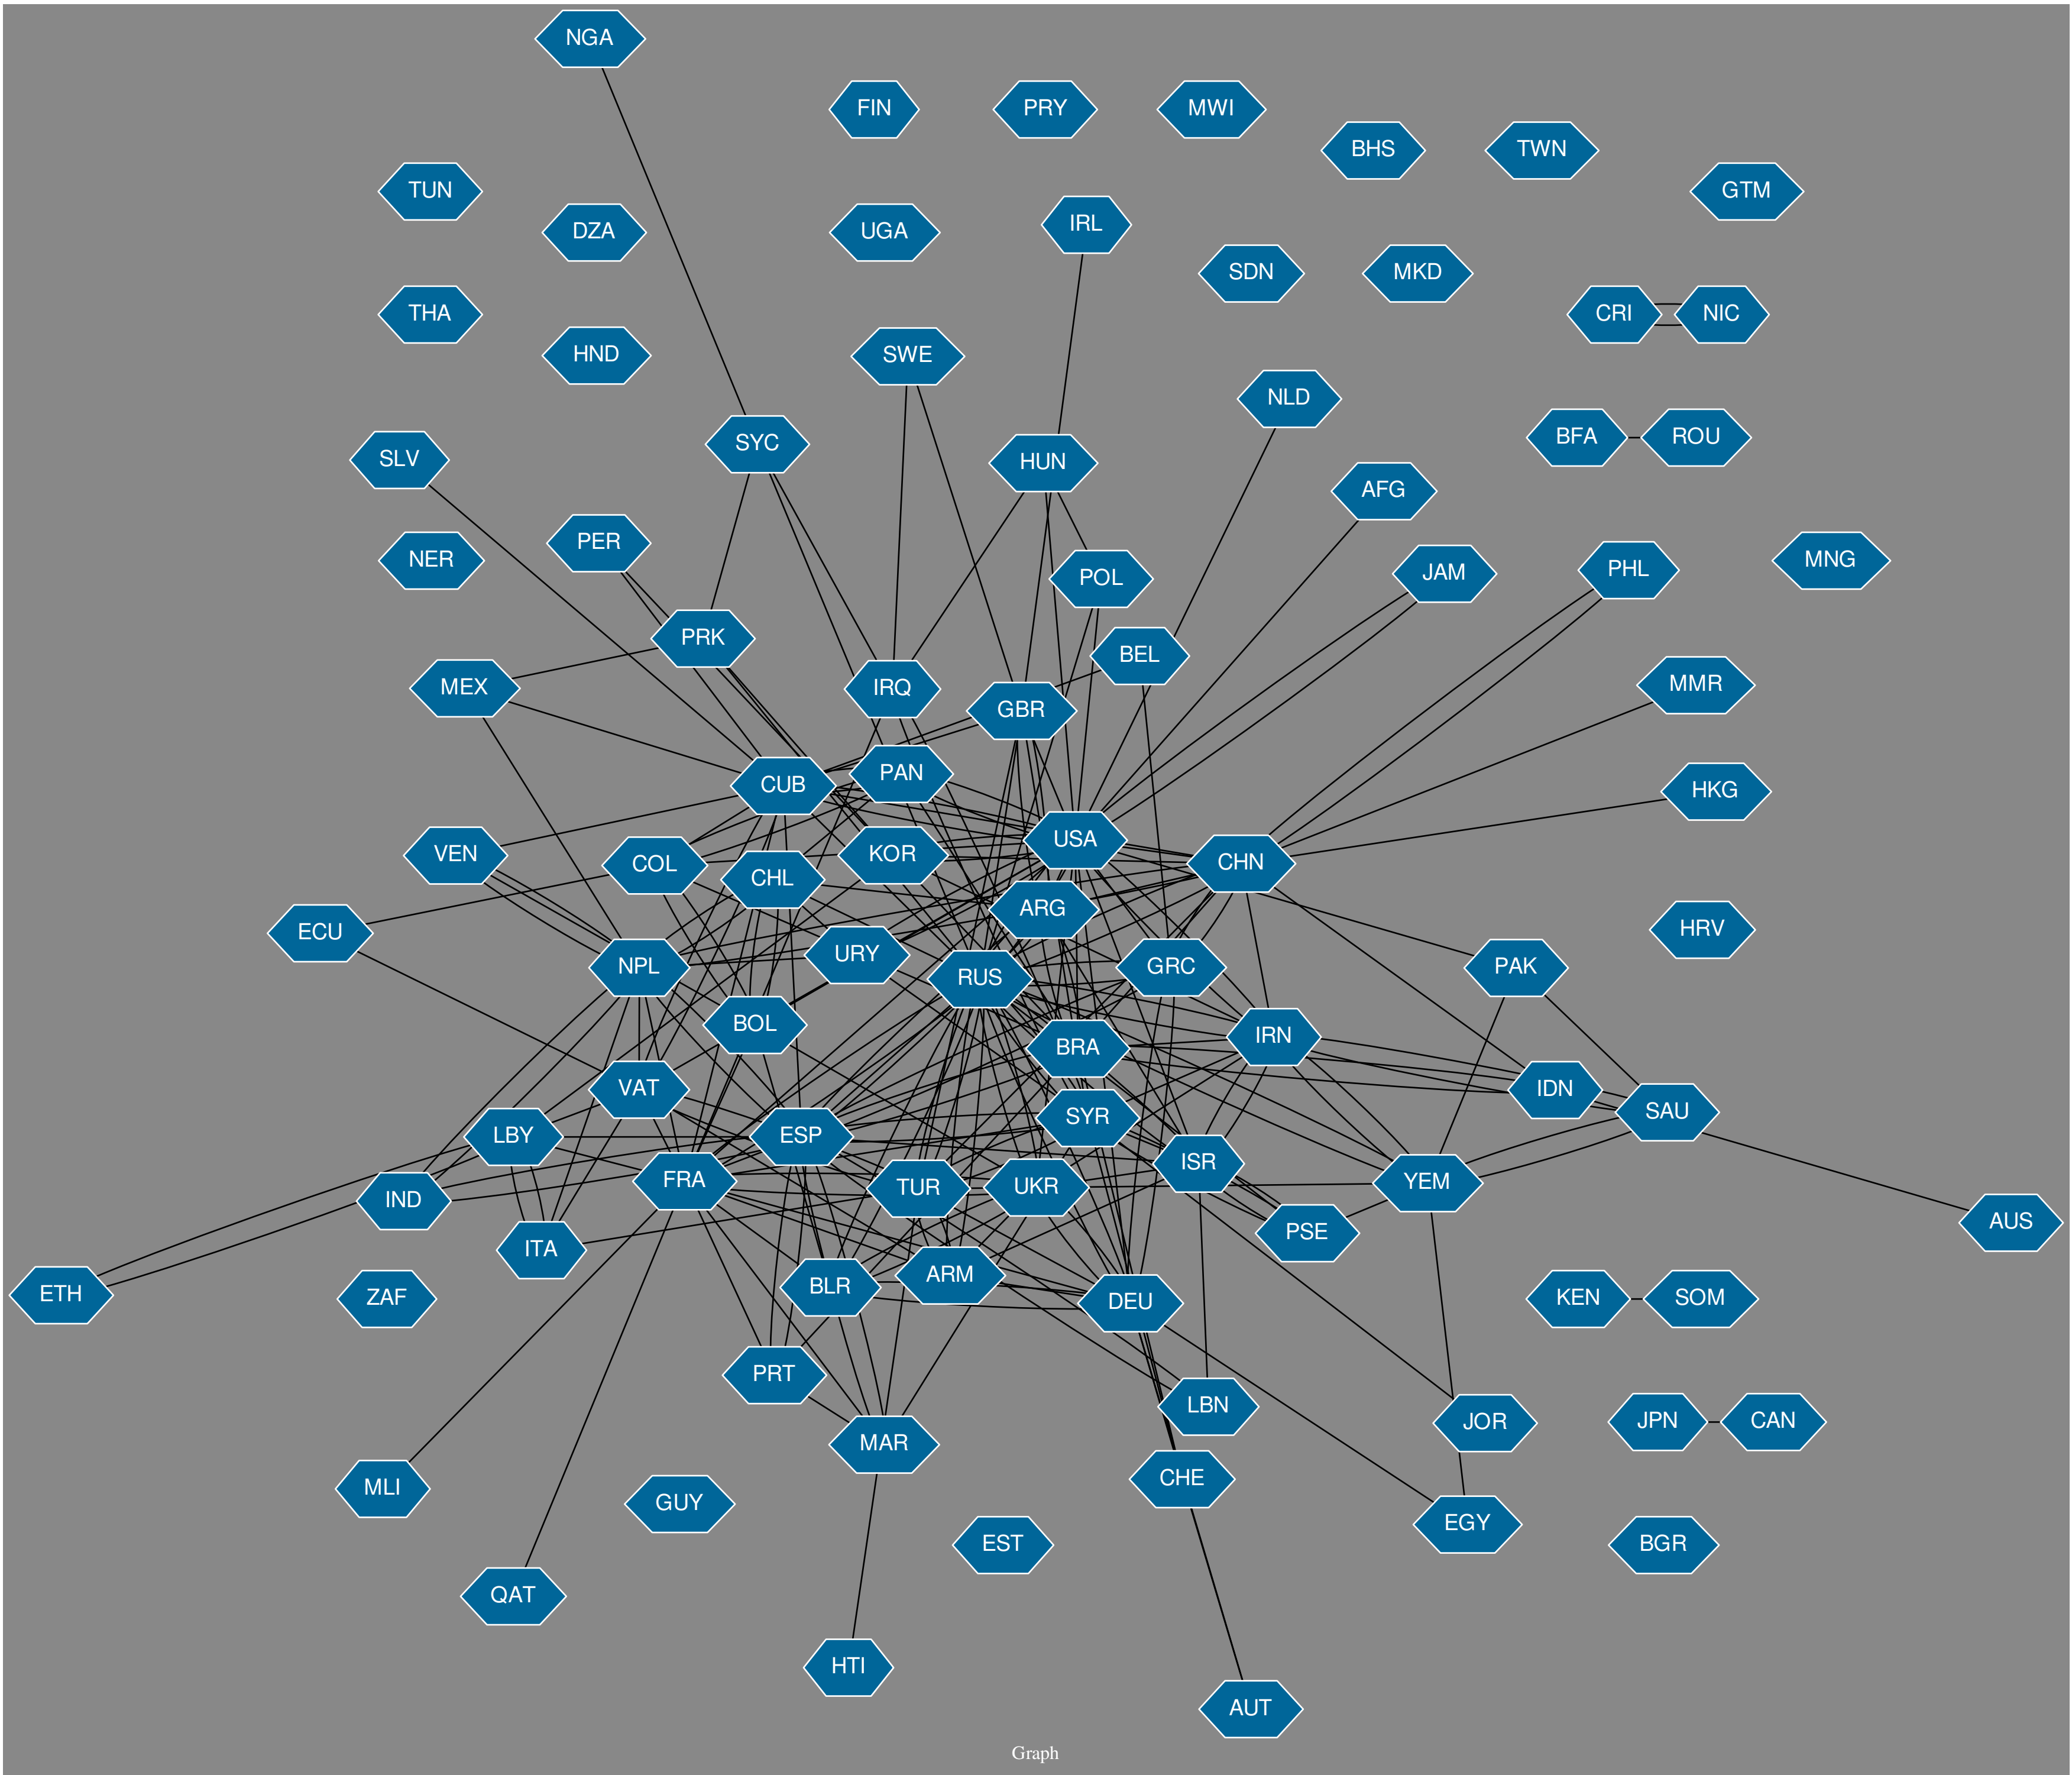 NGA
FIN
PRY
MWI
BHS
TWN
TUN
GTM
DZA
UGA
IRL
SDN
MKD
THA
CRI
NIC
HND
SWE
NLD
SYC
BFA
ROU
SLV
HUN
AFG
PER
NER
POL
JAM
PHL
MNG
PRK
BEL
MEX
IRQ
MMR
GBR
PAN
CUB
HKG
USA
VEN
COL
KOR
CHN
CHL
ARG
ECU
HRV
URY
NPL
RUS
GRC
PAK
BOL
IRN
BRA
VAT
IDN
SYR
SAU
LBY
ESP
ISR
FRA
YEM
IND
TUR
UKR
AUS
PSE
ITA
ARM
BLR
ETH
ZAF
DEU
KEN
SOM
PRT
LBN
JOR
JPN
CAN
MAR
CHE
MLI
GUY
EGY
EST
BGR
QAT
HTI
AUT
Graph